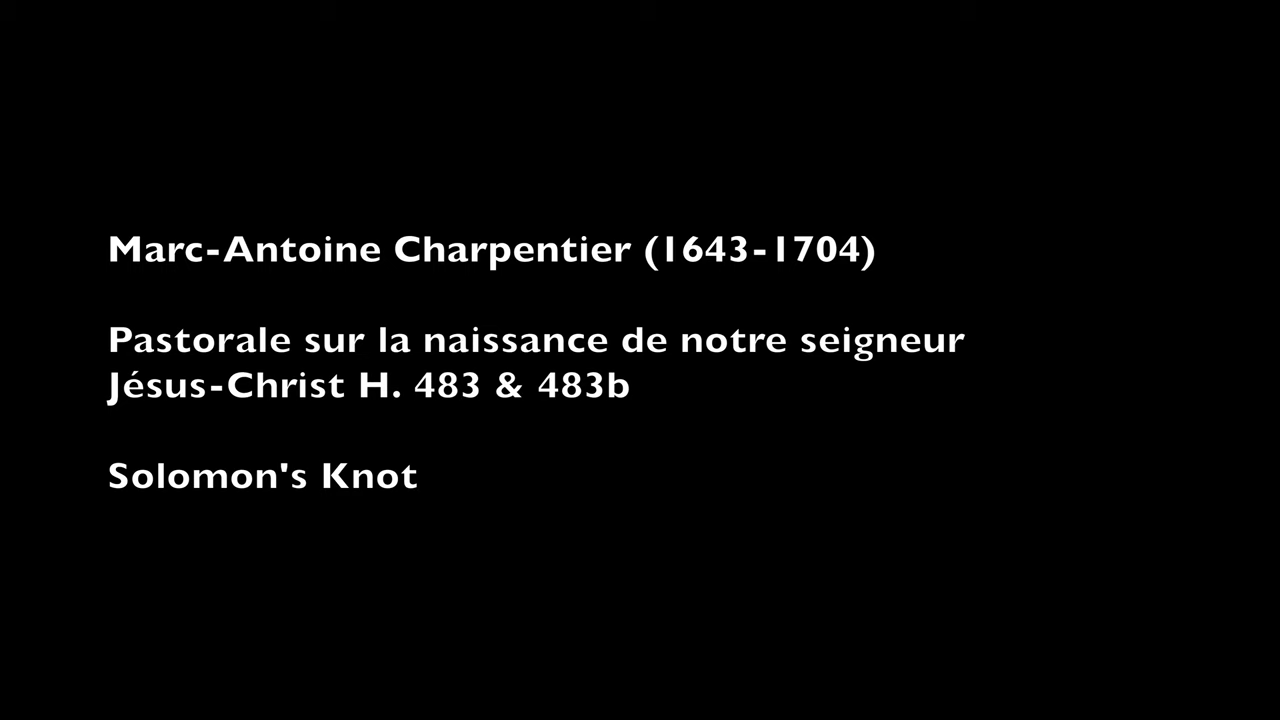 Marc-Antoine Charpentier (1643-1704)
Pastorale sur la naissance de notre seigneur
Jésus-Christ H. 483 & 483b
Solomon's Knot